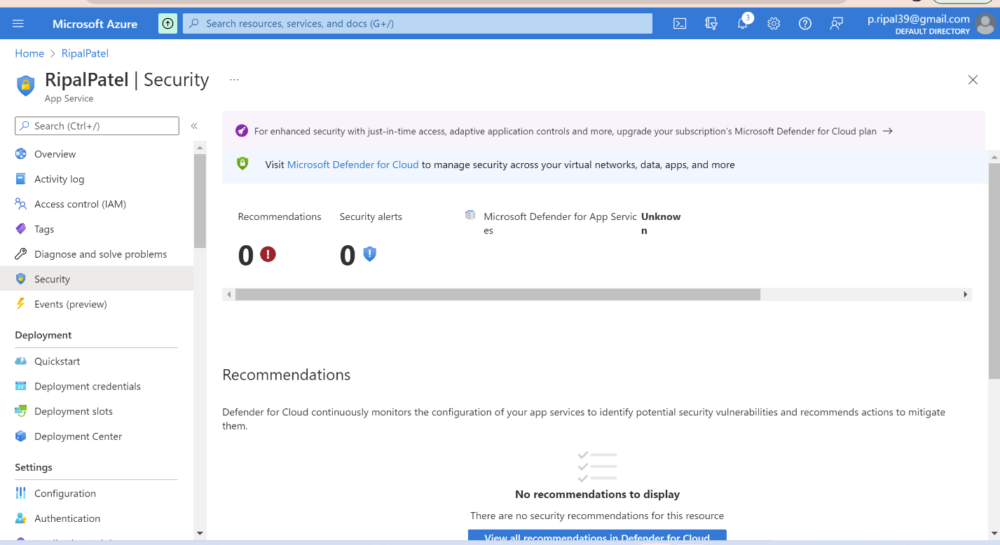 Microsoft Azure
Search resources, services, and docs (G+/)
3
p.ripal39@gmail.com
DEFAULT DIRECTORY
Home > RipalPatel
RipalPatel | Security ...
App Service
Search (Ctrl+/) «
Overview
Activity log
Access control (IAM)
Tags
Diagnose and solve problems
Security
Events (preview)
Deployment
Quickstart
Deployment credentials
Deployment slots
Deployment Center
Settings
Configuration
Authentication
For enhanced security with just-in-time access, adaptive application controls and more, upgrade your subscription's Microsoft Defender for Cloud plan →
Visit Microsoft Defender for Cloud to manage security across your virtual networks, data, apps, and more
Recommendations
0
Security alerts
0
Microsoft Defender for App Servic
es
Unknow
n
Recommendations
Defender for Cloud continuously monitors the configuration of your app services to identify potential security vulnerabilities and recommends actions to mitigate
them.
No recommendations to display
There are no security recommendations for this resource
View all recommendations in Defender for Cloud